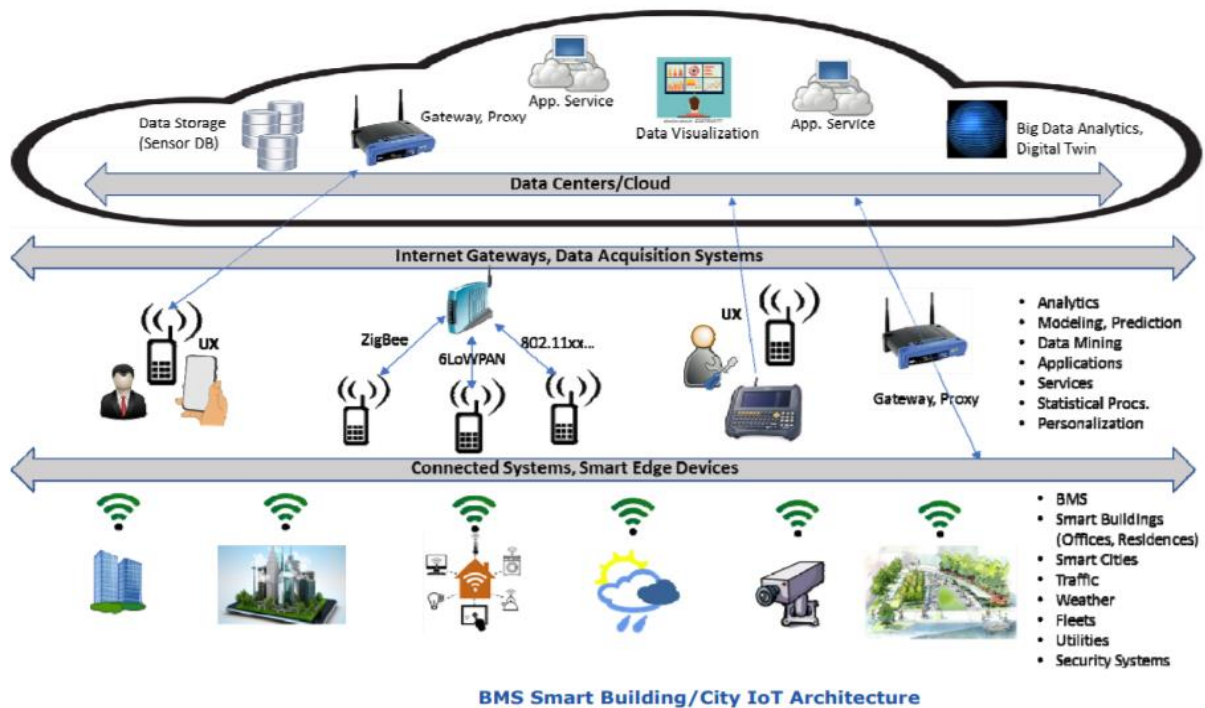 App. Service
Data Visualization
App. Service
Data Storage
(Sensor DB)
Gateway, Proxy
Big Data Analytics,
Digital Twin
Data Centers/Cloud
Internet Gateways, Data Acquisition Systems
UX
ZigBee
6LoWPAN
802.11xx...
UX
Gateway, Proxy
• Analytics
• Modeling, Prediction
• Data Mining
• Applications
• Services
• Statistical Procs.
• Personalization
Connected Systems, Smart Edge Devices
• BMS
• Smart Buildings
(Offices, Residences)
• Smart Cities
• Traffic
• Weather
• Fleets
• Utilities
• Security Systems
BMS Smart Building/City IoT Architecture